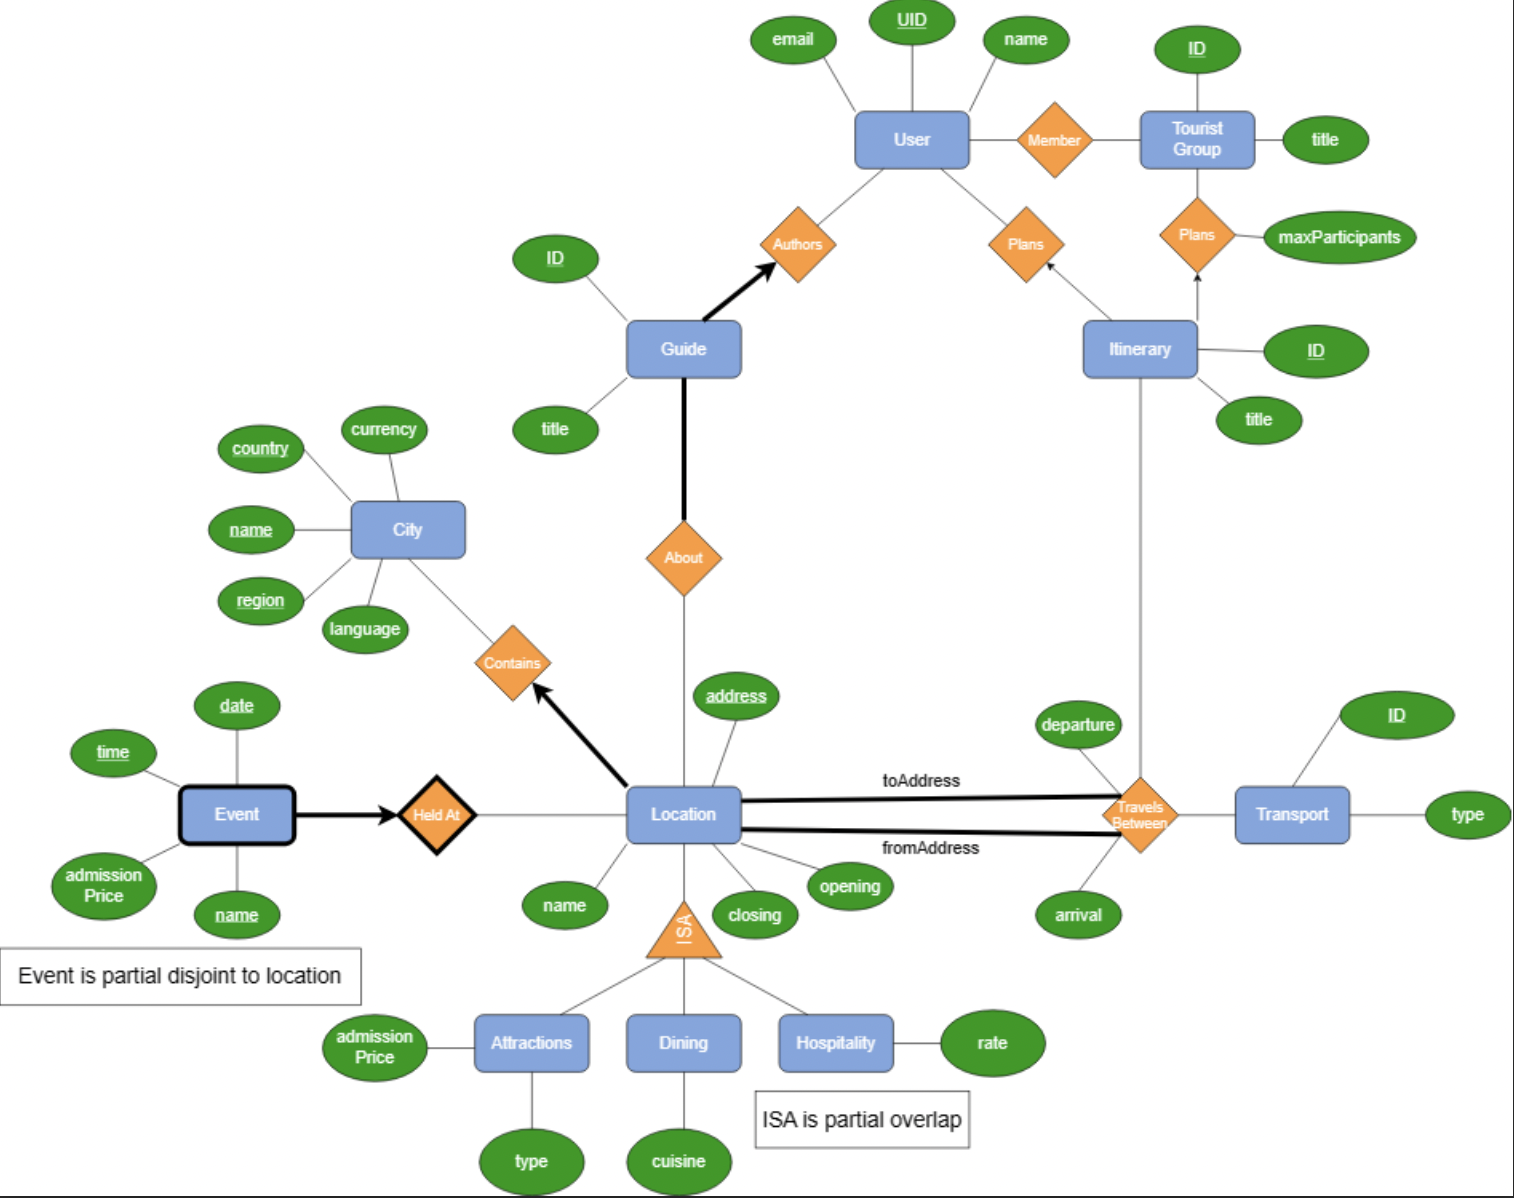 UID
email
name
ID
User
Member
Tourist
Group
title
Authors
Plans
Plans
maxParticipants
ID
Guide
Itinerary
ID
title
title
currency
country
name
City
region
language
About
Contains
address
date
time
departure
ID
toAddress
Event
Held At
Location
Travels
Between
Transport
type
fromAddress
admission
Price
name
name
closing
opening
arrival
ISA
Event is partial disjoint to location
admission
Price
Attractions
Dining
Hospitality
rate
ISA is partial overlap
type
cuisine